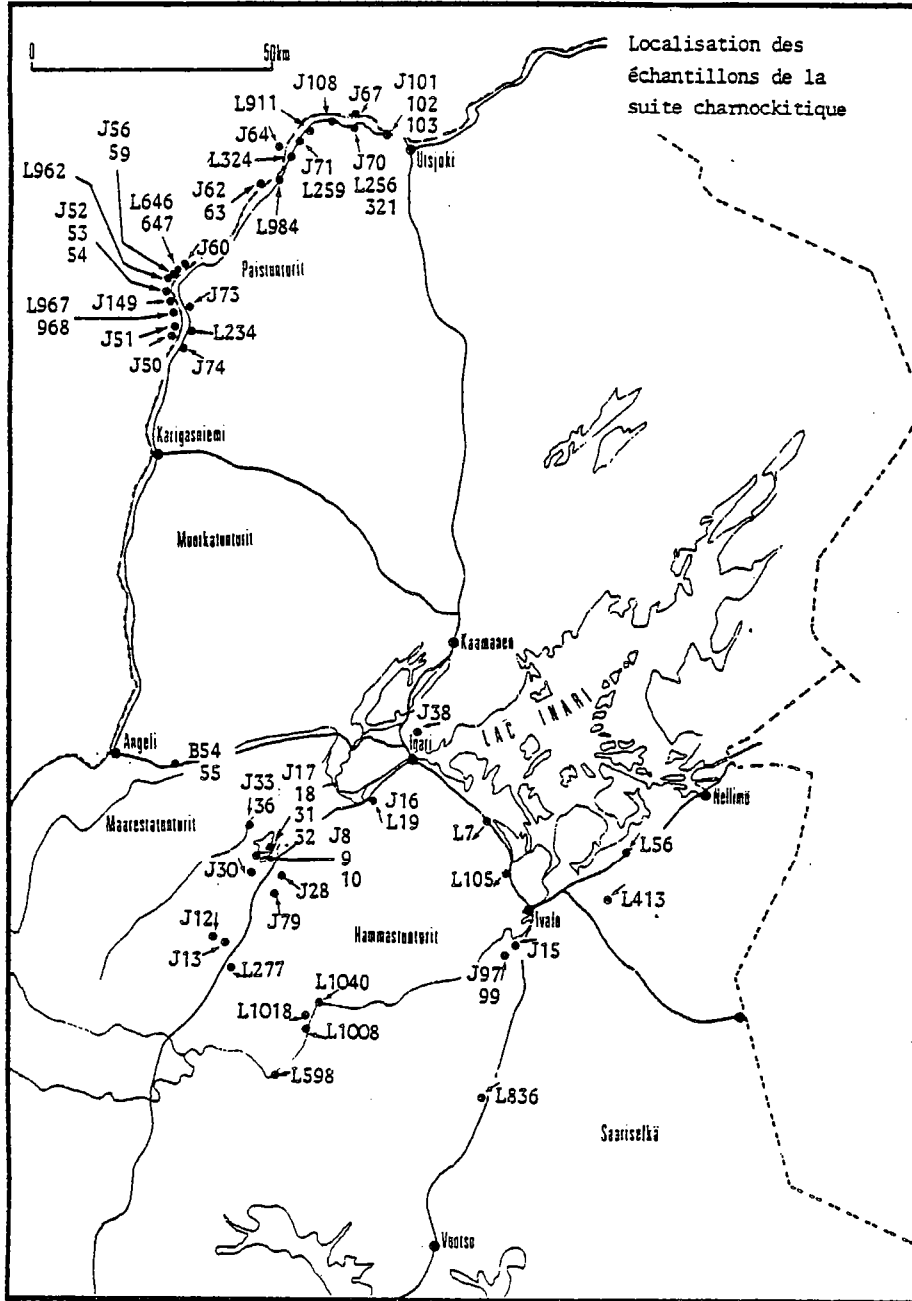 0 50km
Localisation des
échantillons de la
suite charnockitique
J108
J67
J101
102
103
L911
J56
59
J64
Utsjoki
L962
L324
J71
L259
J70
L256
321
J52
53
54
L646
647
J62
63
L984
J60
Paistunturit
J149
J73
L967
968
J51
L234
J50
J74
Karigasniemi
Muotkatunturit
Kaamanen
LAC INARI
J38
Inari
Angeli
B54
55
J33
36
J17
18
31
32
J16
L19
Nellimö
Maarestatunturit
J8
9
10
L7
L56
J30
J28
L105
L413
J79
Ivalo
J12
J13
Hammastunturit
J15
L277
J97
99
L1040
L1018
L1008
L598
L836
Saariselkä
Vuotso